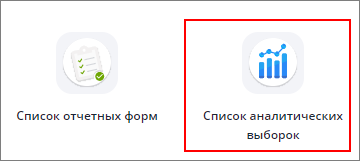 Список отчетных форм
Список аналитических
выборок